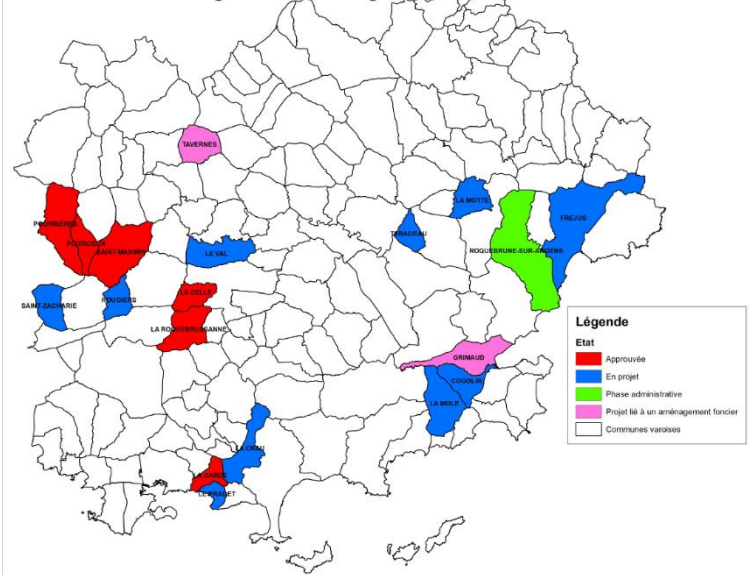 TAVERNES
LA MOTTE
POURRIERES
FREJUS
TARADEAU
POURCIEUX
SAINT-MAXIMIN
LE VAL
ROQUEBRUNE-SUR-ARGENS
LA CELLE
ROUGIERS
SAINT-ZACHARIE
LA ROQUEBRUSSANNE
GRIMAUD
COGOLIN
LA MOLE
LA CRAU
LA GARDE
LE PRADET
Légende
Etat
Approuvée
En projet
Phase administrative
Projet lié à un aménagement foncier
Communes varoises